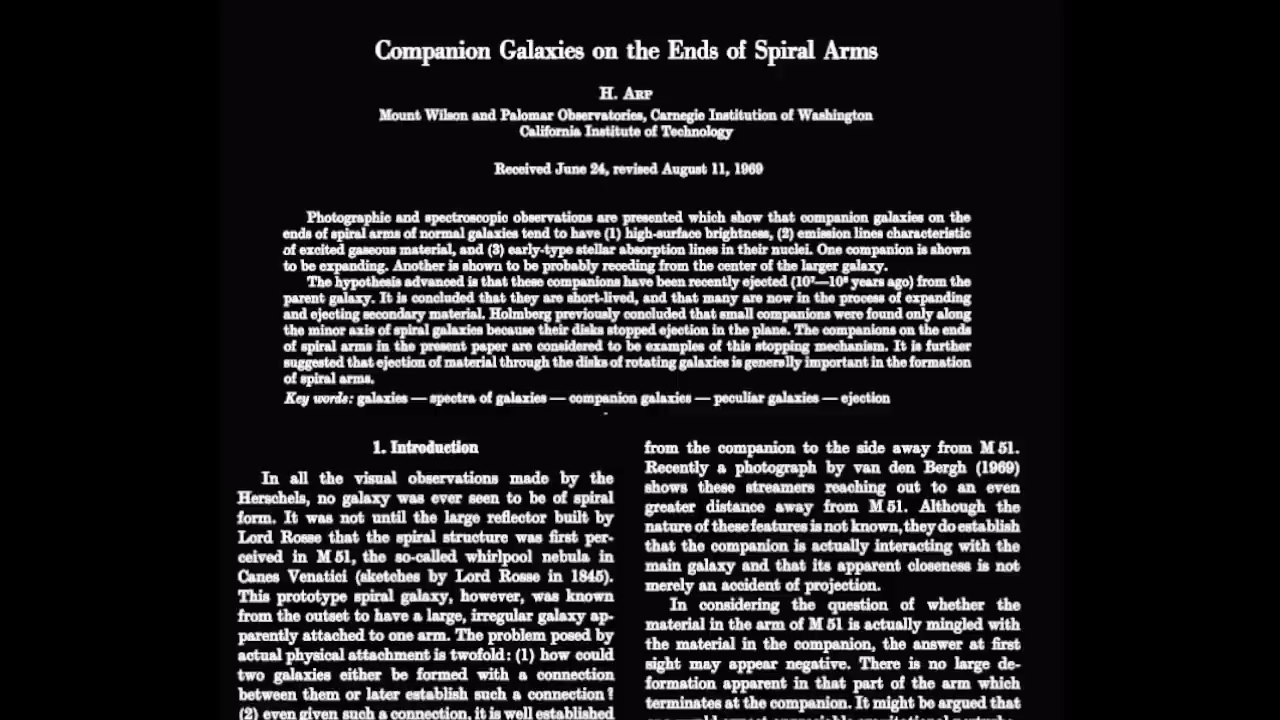 Companion Galaxies on the Ends of Spiral Arms
H. ARP
Mount Wilson and Palomar Observatories, Carnegie Institution of Washington
California Institute of Technology
Received June 24, revised August 11, 1969
Photographic and spectroscopic observations are presented which show that companion galaxies on the
ends of spiral arms of normal galaxies tend to have (1) high-surface brightness, (2) emission lines characteristic
of excited gaseous material, and (3) early-type stellar absorption lines in their nuclei. One companion is shown
to be expanding. Another is shown to be probably receding from the center of the larger galaxy.
The hypothesis advanced is that these companions have been recently ejected years ago) from the
parent galaxy. It is concluded that they are short-lived, and that many are now in the process of expanding
and ejecting secondary material. Holmberg previously concluded that small companions were found only along
the minor axis of spiral galaxies because their disks stopped ejection in the plane. The companions on the ends
of spiral arms in the present paper are considered to be examples of this stopping mechanism. It is further
suggested that ejection of material through the disks of rotating galaxies is generally important in the formation
of spiral arms.
Key words: galaxies — spectra of galaxies — companion galaxies — peculiar galaxies — ejection
1. Introduction
In all the visual observations made by the
Herschels, no galaxy was ever seen to be of spiral
form. It was not until the large reflector built by
Lord Rosse that the spiral structure was first per-
ceived in M 51, the so-called whirlpool nebula in
Canes Venatici (sketches by Lord Rosse in 1845).
This prototype spiral galaxy, however, was known
from the outset to have a large, irregular galaxy ap-
parently attached to one arm. The problem posed by
actual physical attachment is twofold: (1) how could
two galaxies either be formed with a connection
between them or later establish such a connection?
(2) even given such a connection, it is well established
from the companion to the side away from M 51.
Recently a photograph by van den Bergh (1969)
shows these streamers reaching out to an even
greater distance away from M 51. Although the
nature of these features is not known, they do establish
that the companion is actually interacting with the
main galaxy and that its apparent closeness is not
merely an accident of projection.
In considering the question of whether the
material in the arm of M 51 is actually mingled with
the material in the companion, the answer at first
sight may appear negative. There is no large de-
formation apparent in that part of the arm which
terminates at the companion. It might be argued that